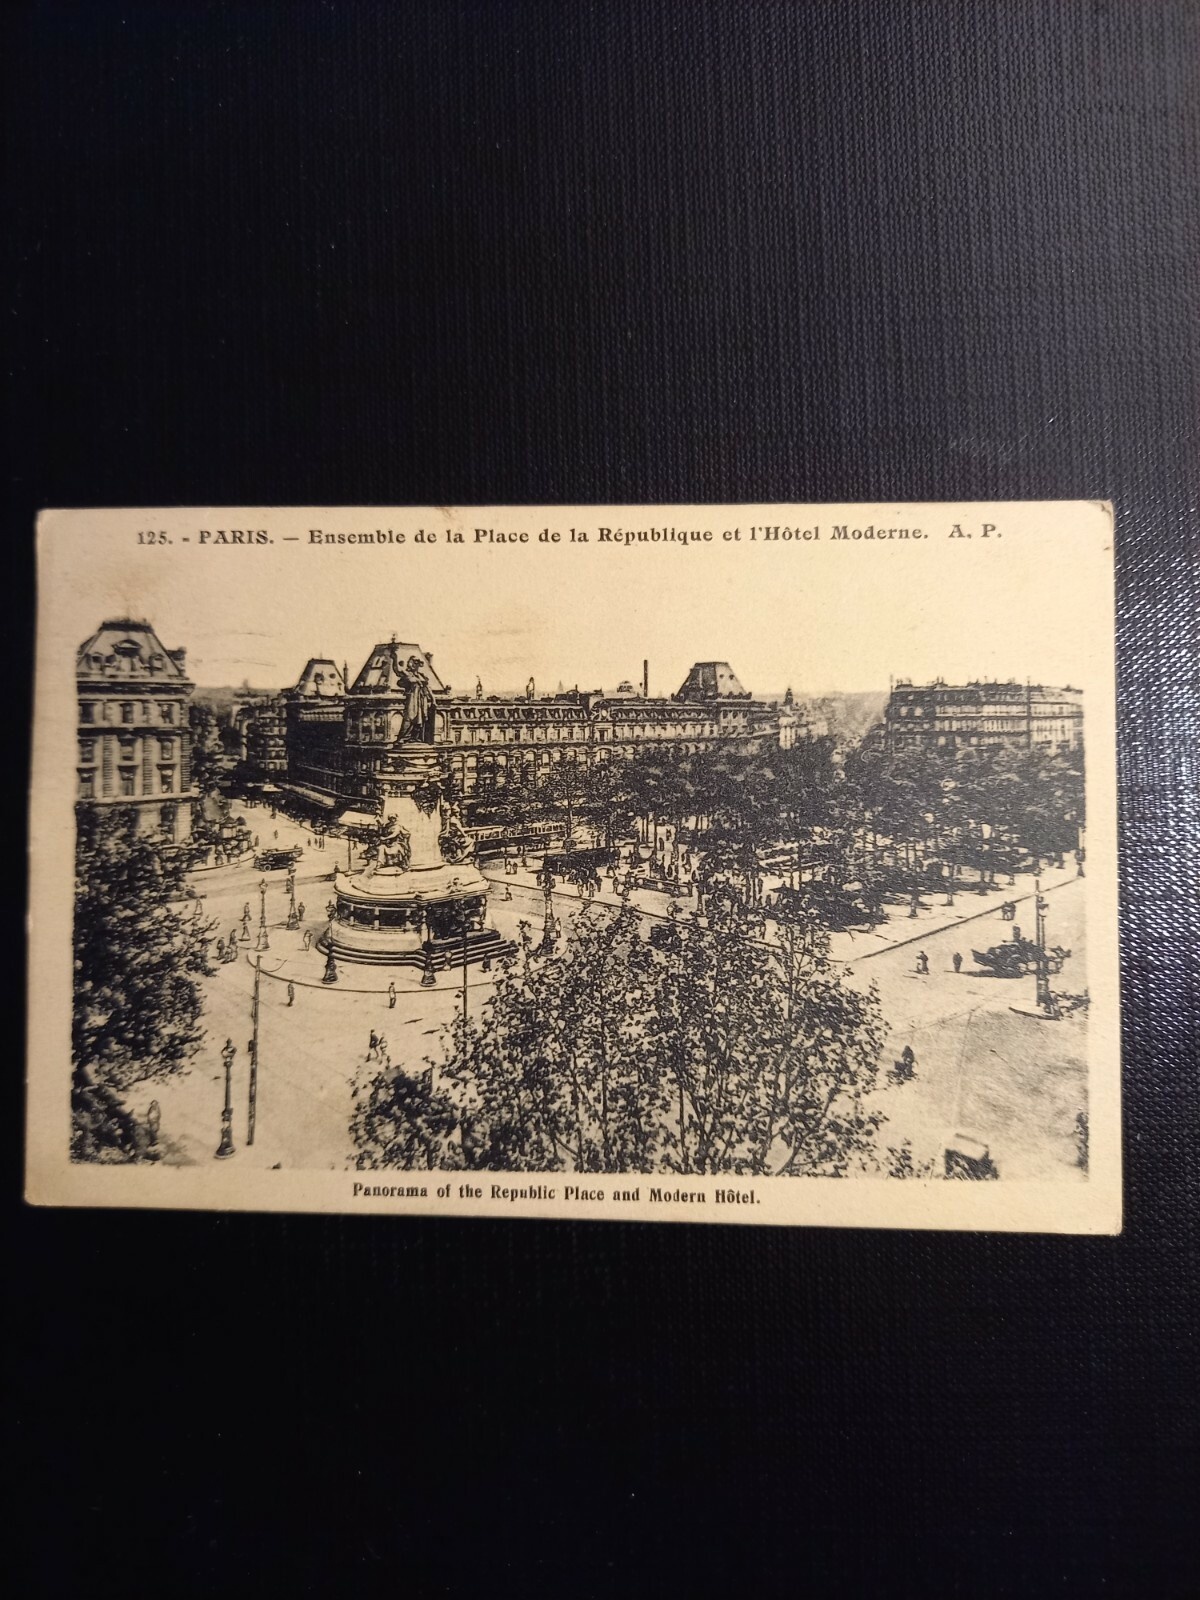 125. - PARIS. — Ensemble de la Place de la République et l'Hôtel Moderne. A. P.
Panorama of the Republic Place and Modern Hôtel.